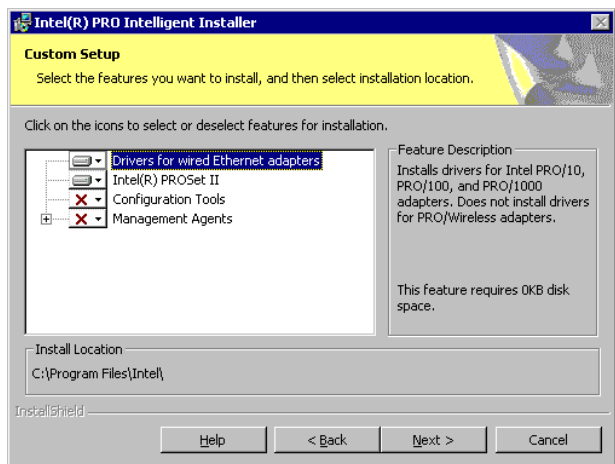 Intel(R) PRO Intelligent Installer
Custom Setup
Select the features you want to install, and then select installation location.
Click on the icons to select or deselect features for installation.
Drivers for wired Ethernet adapters
Intel(R) PROSet II
Configuration Tools
Management Agents
Feature Description
Installs drivers for Intel PRO/10,
PRO/100, and PRO/1000
adapters. Does not install drivers
for PRO/Wireless adapters.
This feature requires 0KB disk
space.
Install Location
C:\Program Files\Intel\
InstallShield
Help
< Back
Next >
Cancel